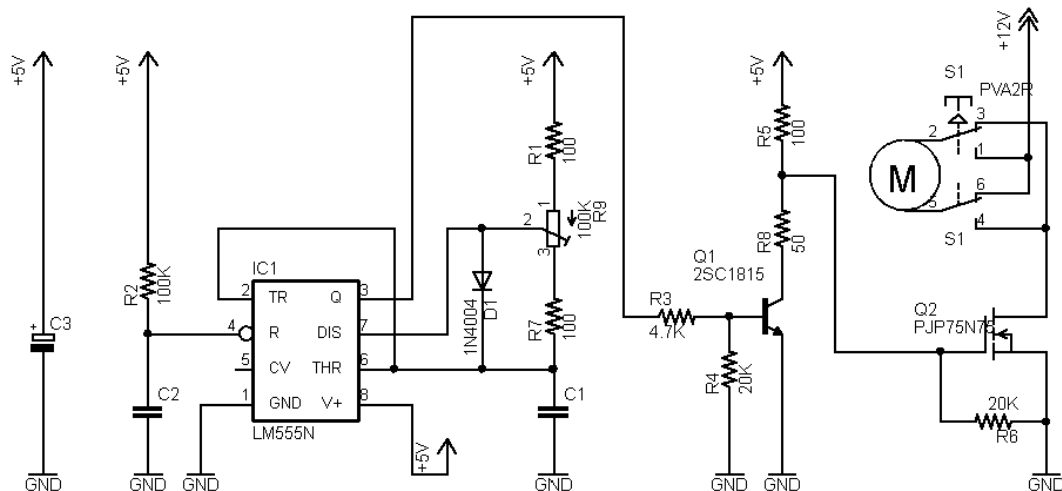 +5V
+5V
+5V
+5V
+12V
S1
PVA2R
3
2
1
M
6
5
4
S1
R1
100
R5
100
1
2
3
100K
R9
R8
50
R2
100K
IC1
2
TR
Q
3
4
R
DIS
7
5
CV
THR
6
1
GND
V+
8
LM555N
1N4004
D1
R7
100
Q1
2SC1815
R3
4.7K
R4
20K
Q2
PJP75N75
20K
R6
+
C3
C2
C1
+5V
GND
GND
GND
GND
GND
GND
GND